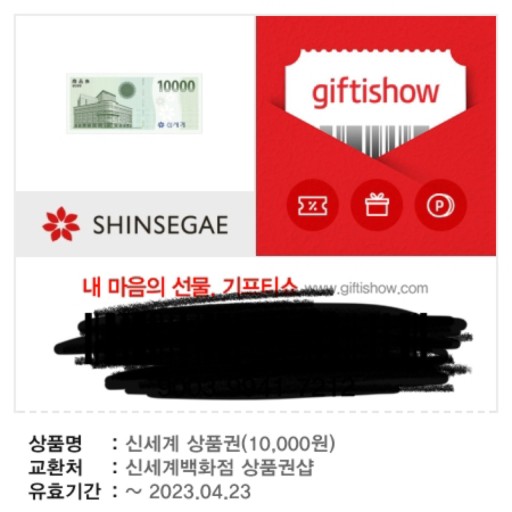 10000
giftishow
SHINSEGAE
내 마음의 선물, 기프티쇼 www.giftishow.com
상품명 : 신세계 상품권(10,000원)
교환처 : 신세계백화점 상품권샵
유효기간 : ~ 2023.04.23